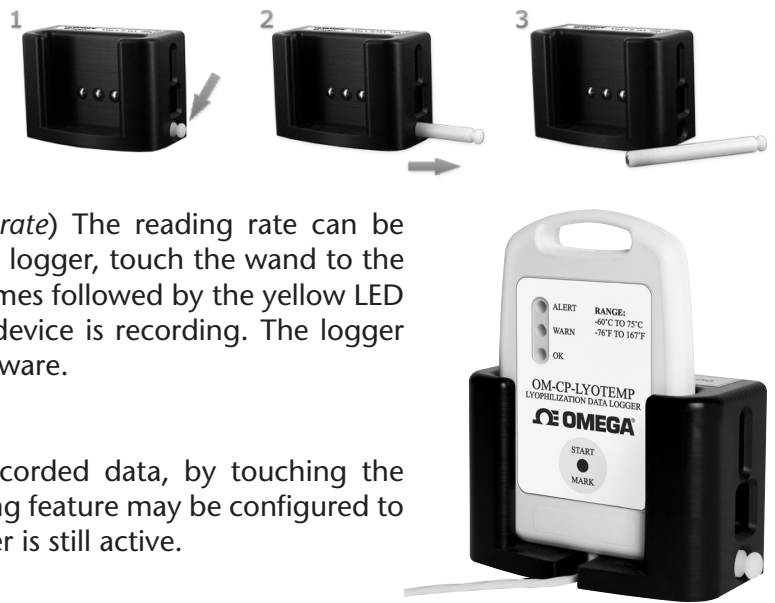 1 2 3
rate) The reading rate can be
logger, touch the wand to the
mes followed by the yellow LED
device is recording. The logger
ware.
ecorded data, by touching the
ng feature may be configured to
er is still active.
ALERT
WARN
OK
RANGE:
-60°C TO 75°C
-76°F TO 167°F
OM-CP-LYOTEMP
LYOPHILIZATION DATA LOGGER
OMEGA®
START
MARK